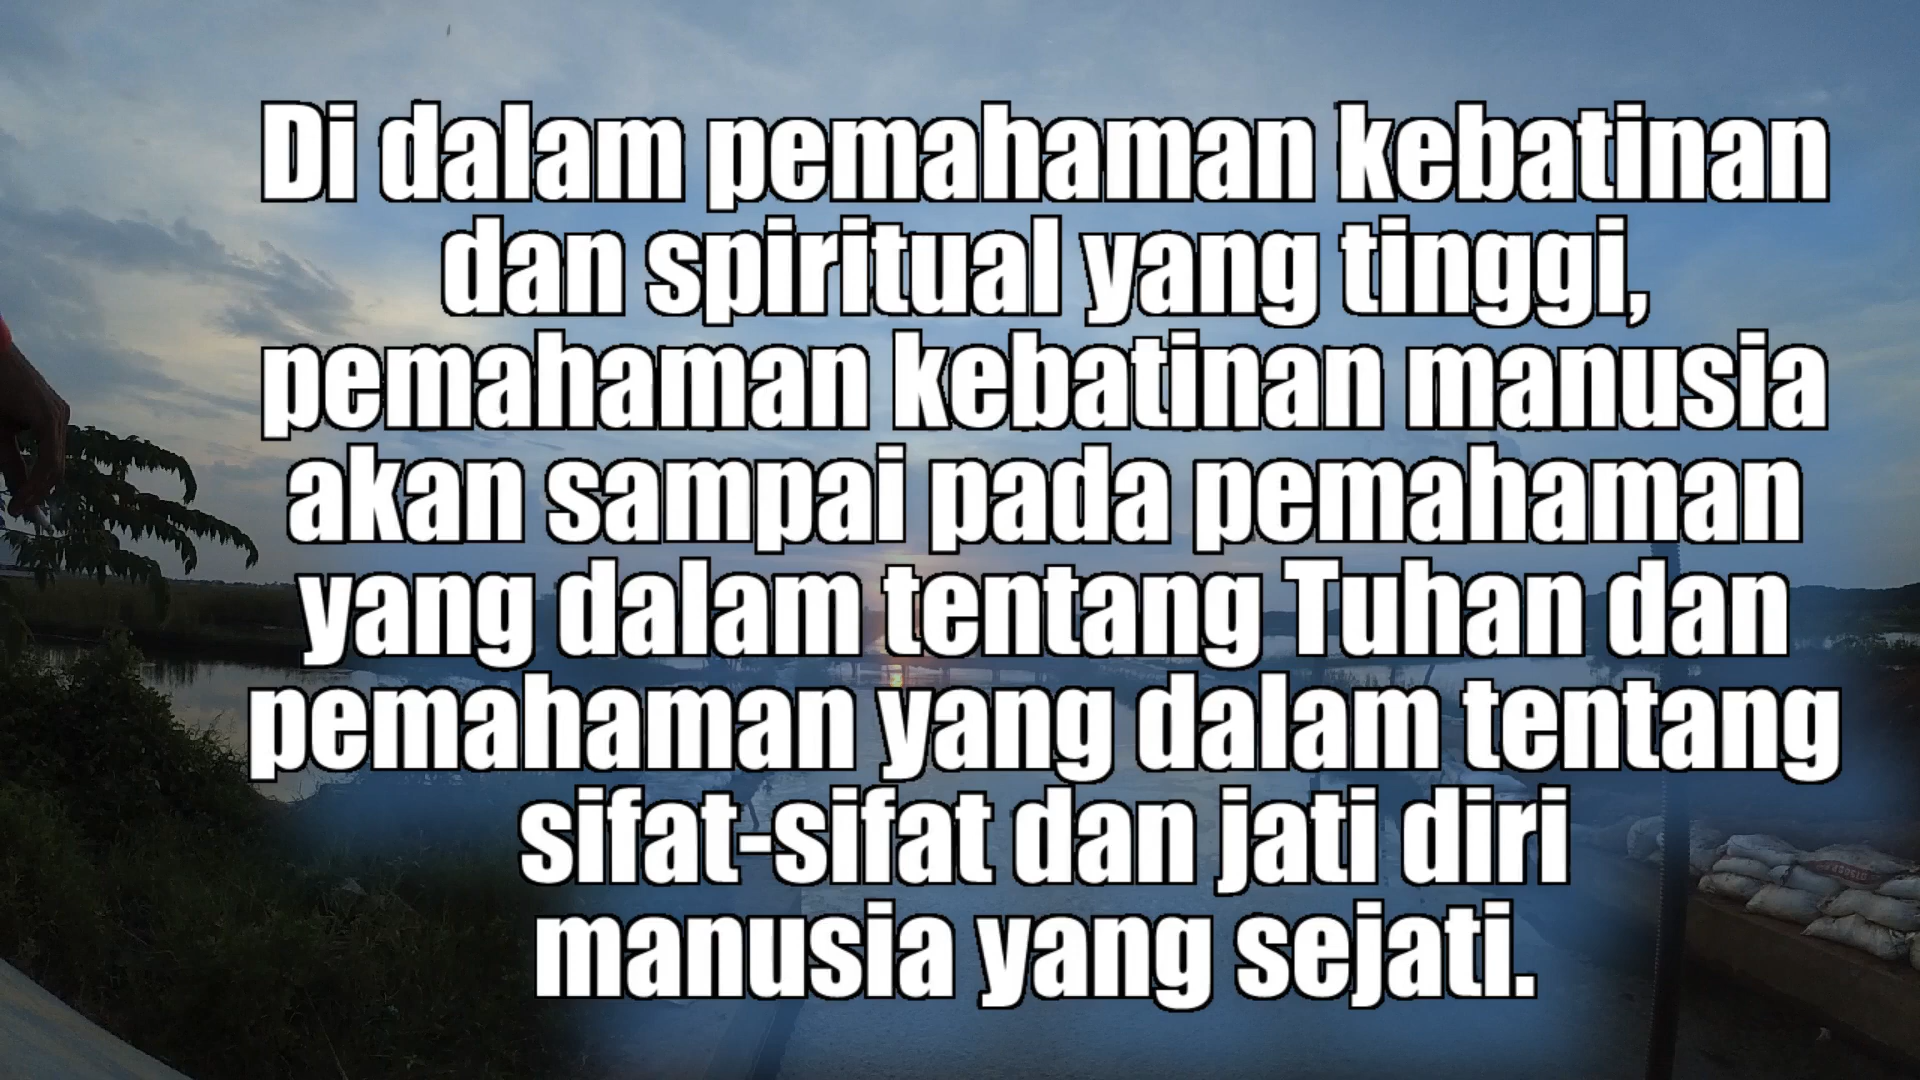 Di dalam pemahaman kebatinan
dan spiritual yang tinggi,
pemahaman kebatinan manusia
akan sampai pada pemahaman
yang dalam tentang Tuhan dan
pemahaman yang dalam tentang
sifat-sifat dan jati diri
manusia yang sejati.